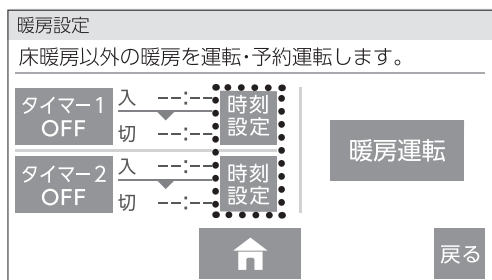 暖房設定
床暖房以外の暖房を運転･予約運転します。
タイマー1
OFF
入 --:--
切 --:--
時刻
設定
タイマー2
OFF
入 --:--
切 --:--
時刻
設定
暖房運転
戻る